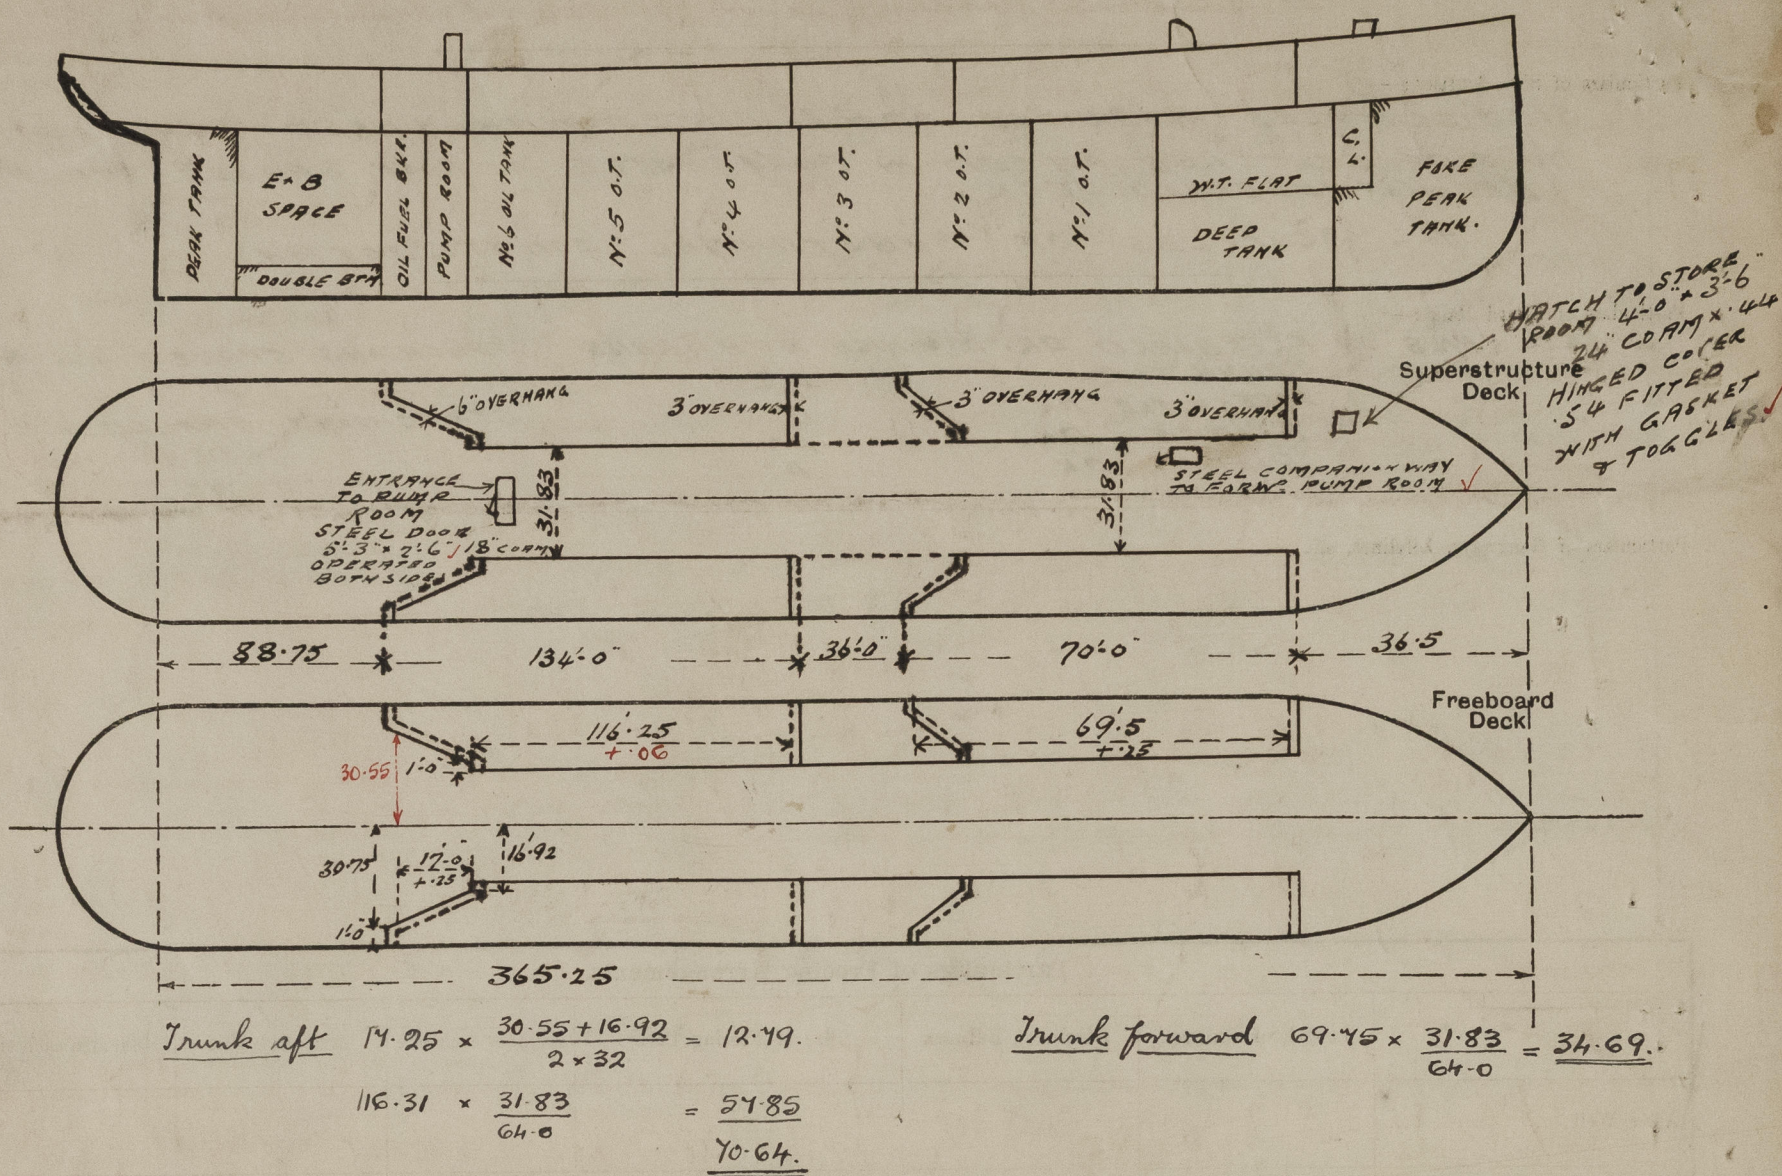 PEAK TANK
E & B
SPACE
DOUBLE BTM
OIL FUEL BKR.
PUMP ROOM
No 6 OIL TANK
No 5 O.T.
No 4 O.T.
No 3 O.T.
No 2 O.T.
No 1 O.T.
W.T. FLAT
DEEP
TANK
C.
L.
FORE
PEAK
TANK.
HATCH TO STORE
ROOM 4'-0" x 3'-6"
24" COAM x .44
HINGED COVER
.54 FITTED
WITH GASKET
& TOGGLES
Superstructure
Deck
6" OVERHANG
3" OVERHANG
3" OVERHANG
3" OVERHANG
ENTRANCE
TO PUMP
ROOM
STEEL DOOR
5'-3" x 2'-6" 18" COAM
OPERATED
BOTH SIDES
31.83
31.83
STEEL COMPANION WAY
TO FORWD PUMP ROOM
88.75
134'-0"
36'-0"
70'-0"
36.5
Freeboard
Deck
116'.25
+.06
69'.5
+.25
30.55
1'-0"
30.75
17'-0"
+.25
16'.92
1'-0"
365.25
Trunk aft 17.25 x 30.55 + 16.92 = 12.79.
2 x 32
116.31 x 31.83 = 57.85
64.0
70.64.
Trunk forward 69.75 x 31.83 = 34.69.
64.0